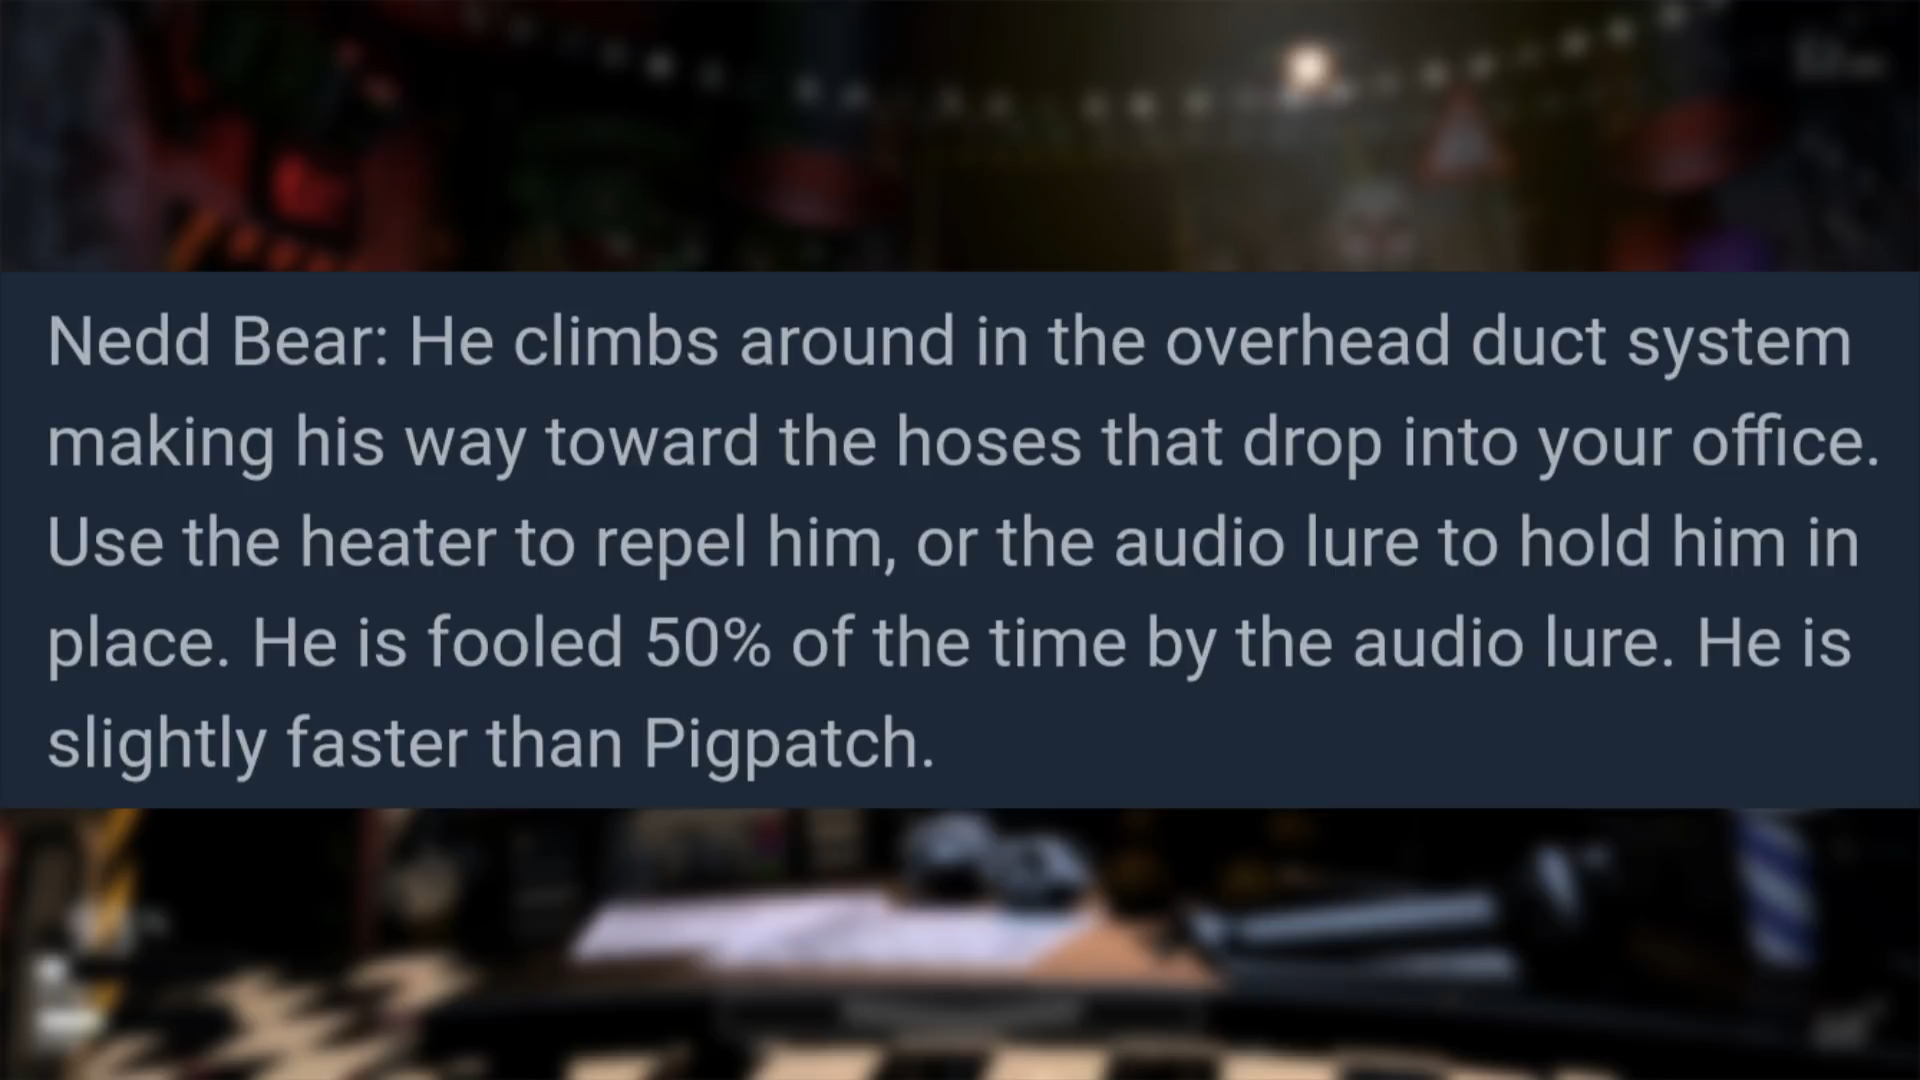 Nedd Bear: He climbs around in the overhead duct system
making his way toward the hoses that drop into your office.
Use the heater to repel him, or the audio lure to hold him in
place. He is fooled 50% of the time by the audio lure. He is
slightly faster than Pigpatch.